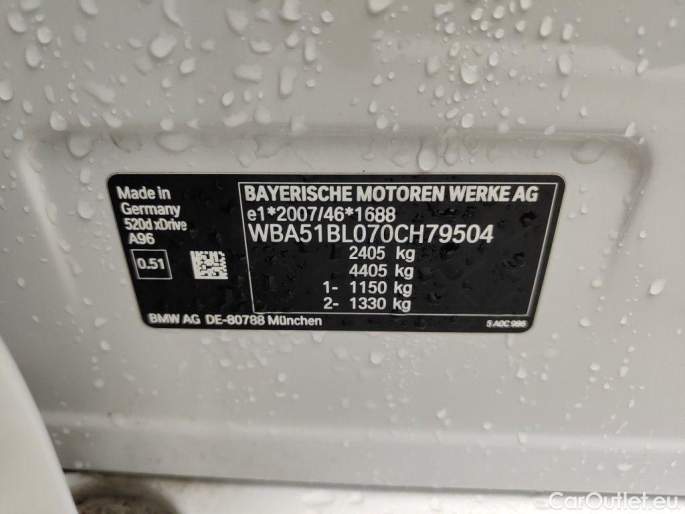 Made in
Germany
520d xDrive
A96
0.51
BAYERISCHE MOTOREN WERKE AG
e1*2007/46*1688
WBA51BL070CH79504
2405 kg
4405 kg
1- 1150 kg
2- 1330 kg
BMW AG DE-80788 München
5 A0C 996
CarOutlet.eu